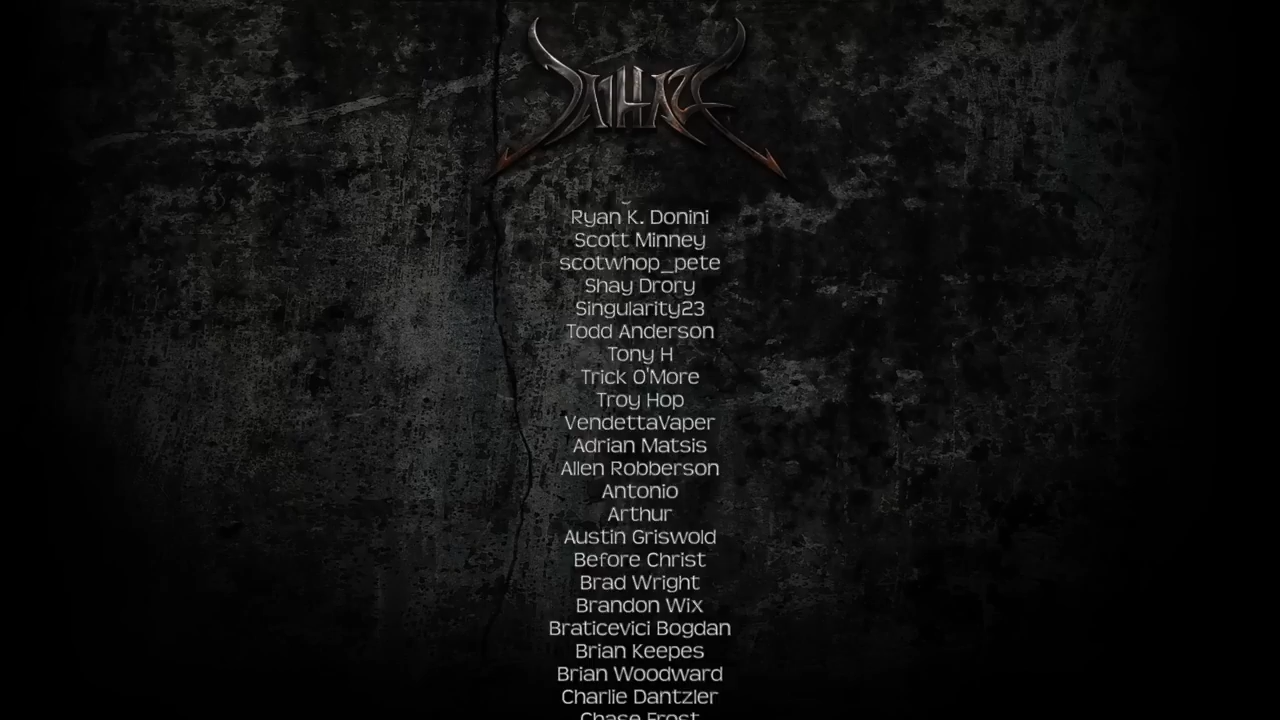 Ryan K. Donini
Scott Minney
scotwhop_pete
Shay Drory
Singularity23
Todd Anderson
Tony H
Trick O'More
Troy Hop
VendettaVaper
Adrian Matsis
Allen Robberson
Antonio
Arthur
Austin Griswold
Before Christ
Brad Wright
Brandon Wix
Braticevici Bogdan
Brian Keepes
Brian Woodward
Charlie Dantzler
Chase Frost